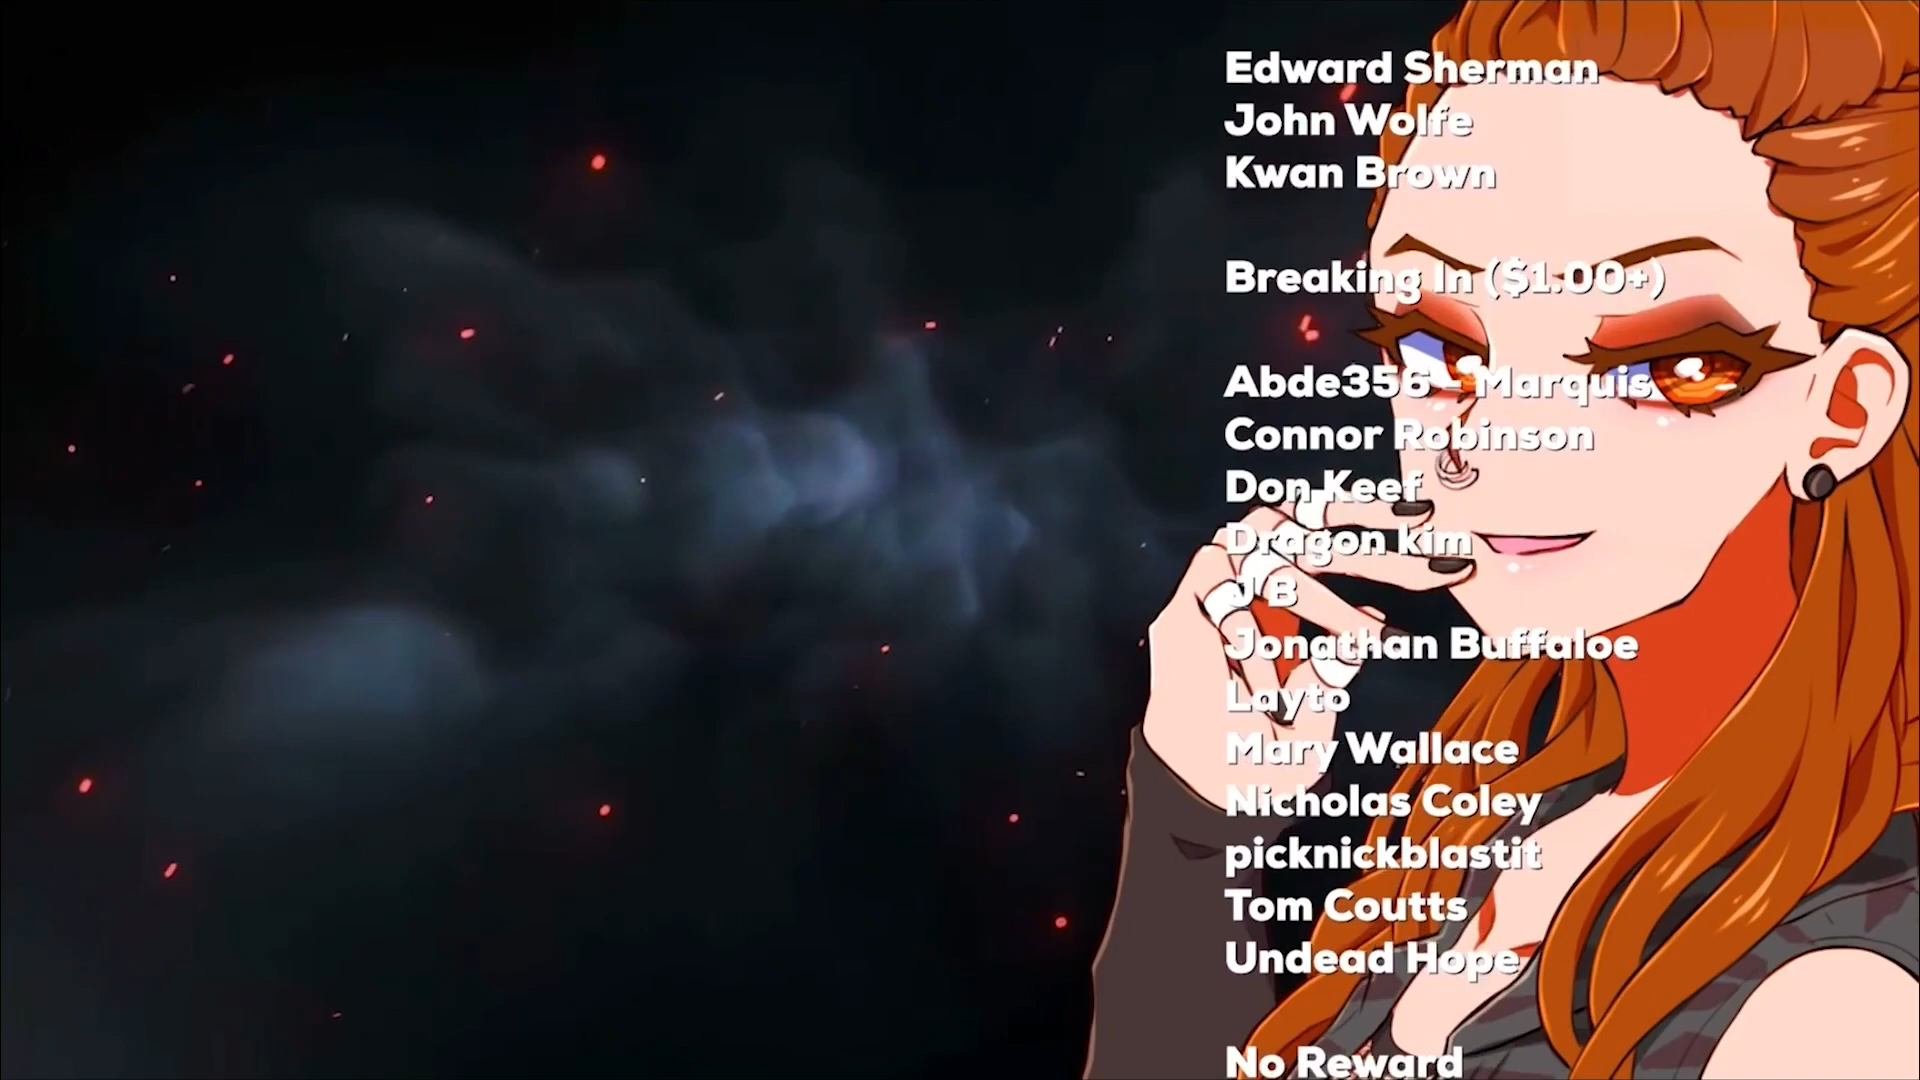 Edward Sherman
John Wolfe
Kwan Brown
Breaking In ($1.00+)
Abde356 - Marquis
Connor Robinson
Don Keef
Dragon kim
J B
Jonathan Buffaloe
Layto
Mary Wallace
Nicholas Coley
picknickblastit
Tom Coutts
Undead Hope
No Reward